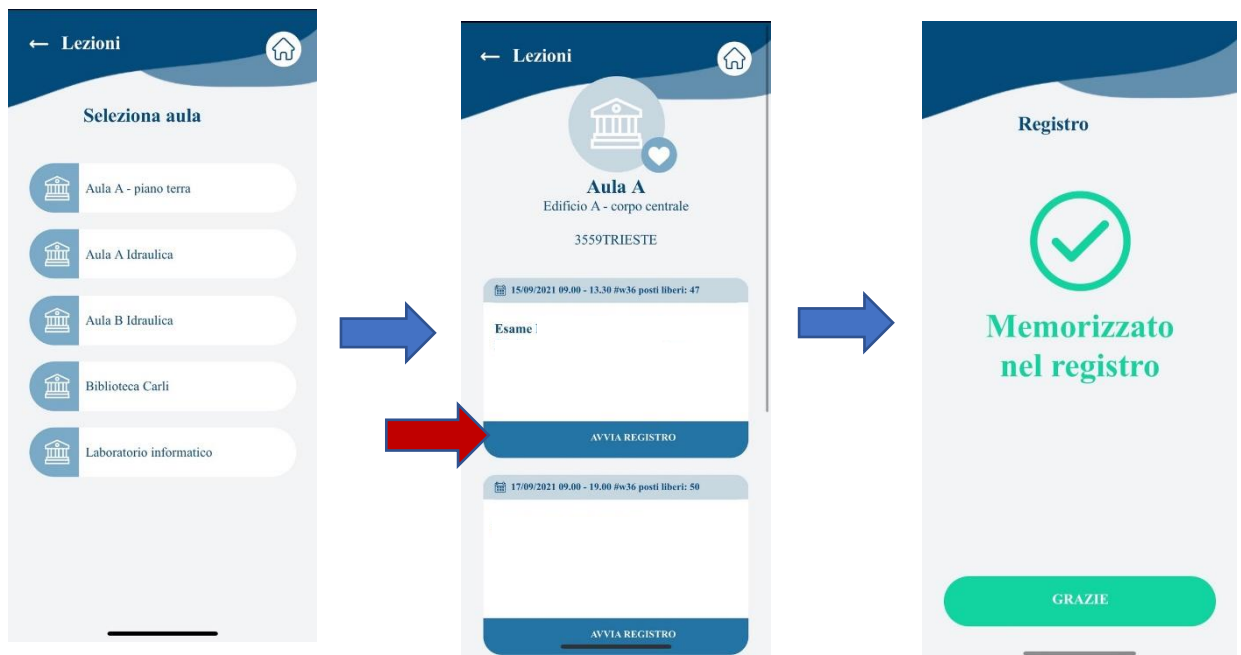 ← Lezioni
Seleziona aula
Aula A - piano terra
Aula A Idraulica
Aula B Idraulica
Biblioteca Carli
Laboratorio informatico
← Lezioni
Aula A
Edificio A - corpo centrale
3559TRIESTE
15/09/2021 09.00 - 13.30 #w36 posti liberi: 47
Esame
AVVIA REGISTRO
17/09/2021 09.00 - 19.00 #w36 posti liberi: 50
AVVIA REGISTRO
Registro
Memorizzato
nel registro
GRAZIE